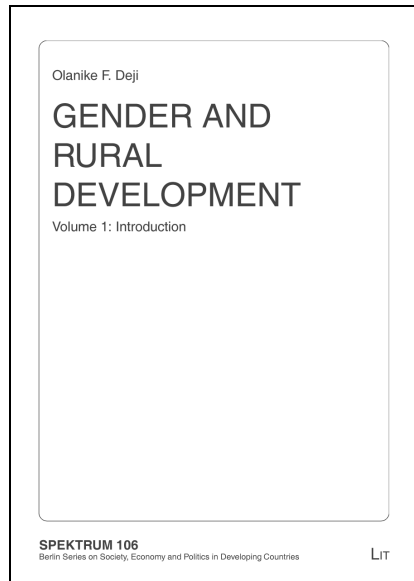 Olanike F. Deji
GENDER AND
RURAL
DEVELOPMENT
Volume 1: Introduction
SPEKTRUM 106
Berlin Series on Society, Economy and Politics in Developing Countries
LIT